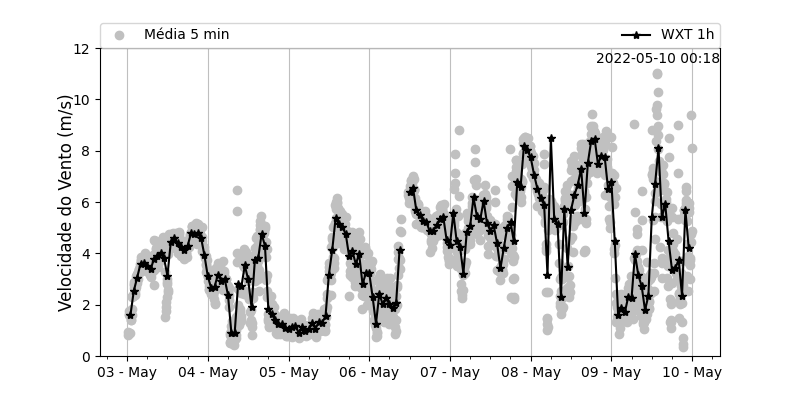 Média 5 min
WXT 1h
2022-05-10 00:18
Velocidade do Vento (m/s)
12
10
8
6
4
2
0
03 - May 04 - May 05 - May 06 - May 07 - May 08 - May 09 - May 10 - May